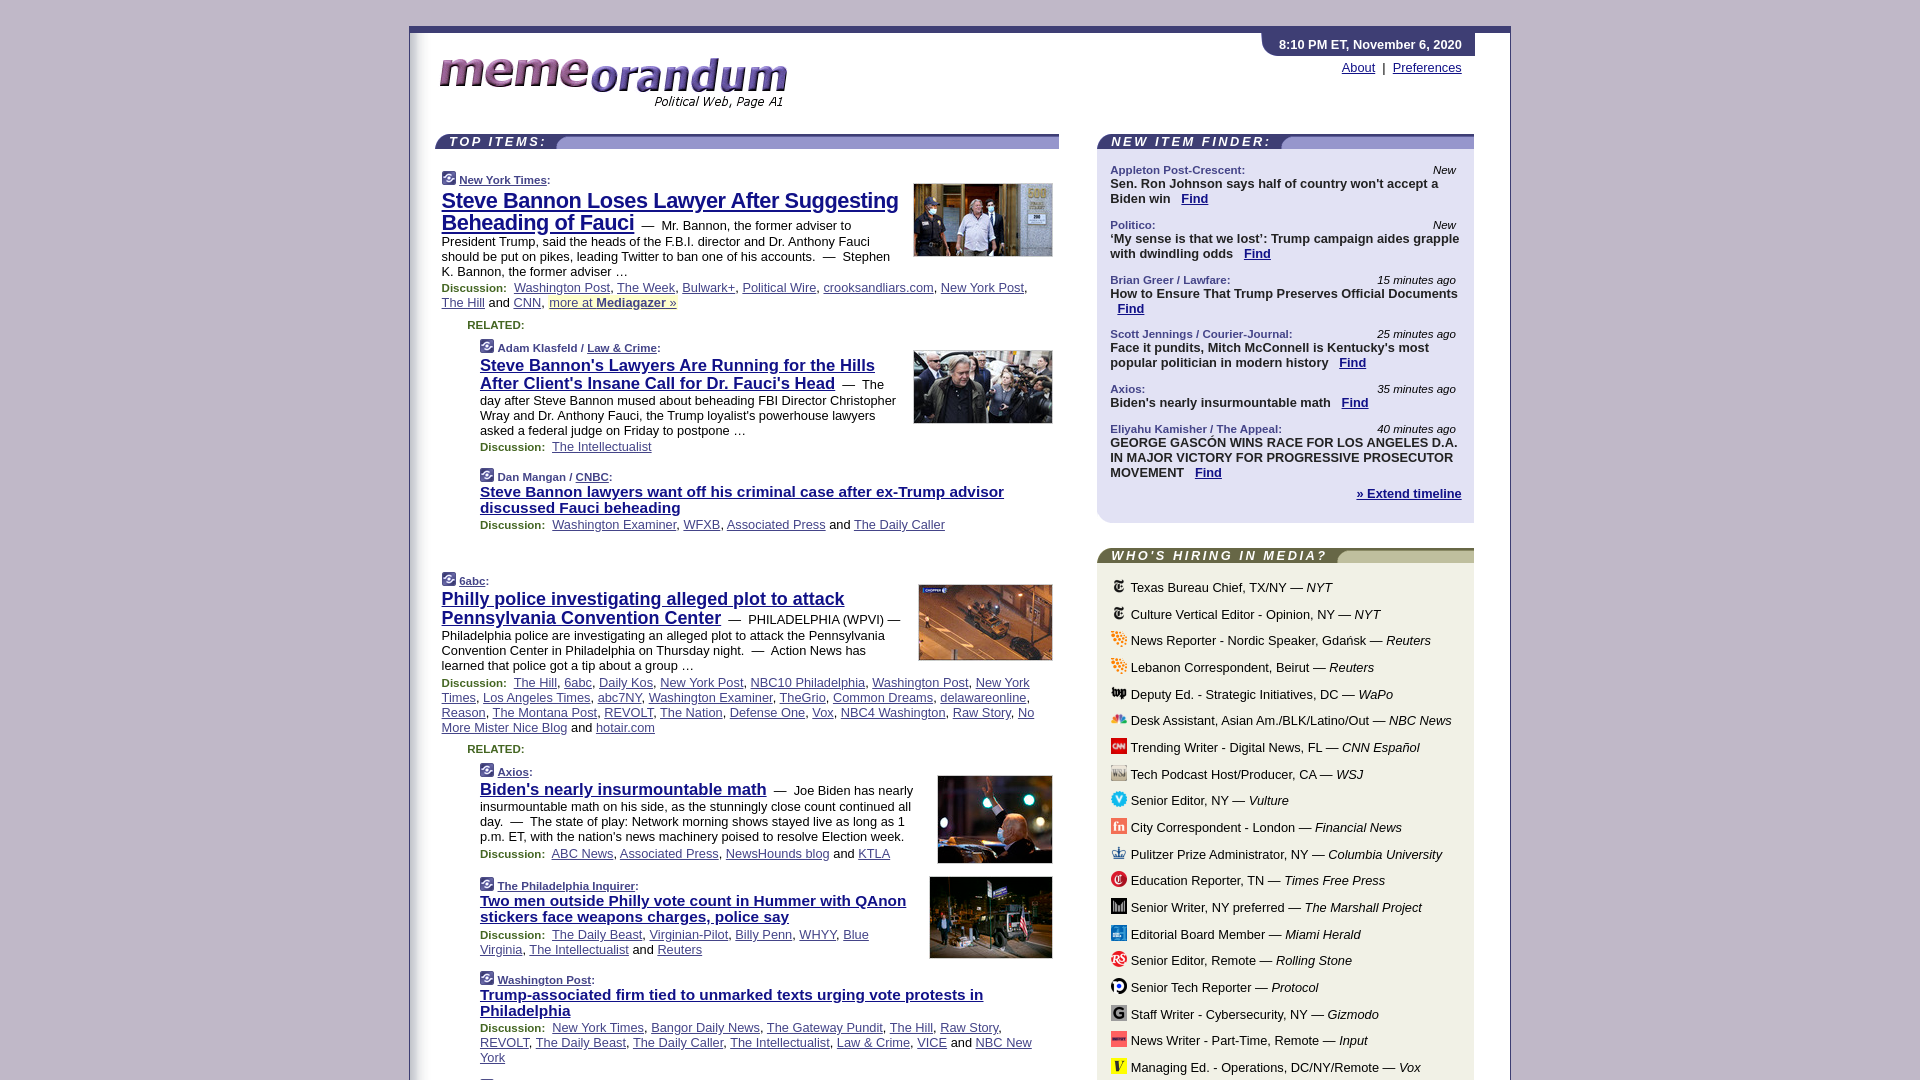 8:10 PM ET, November 6, 2020
About | Preferences
memeorandum
Political Web, Page A1
TOP ITEMS:
New York Times:
Steve Bannon Loses Lawyer After Suggesting
Beheading of Fauci — Mr. Bannon, the former adviser to
President Trump, said the heads of the F.B.I. director and Dr. Anthony Fauci
should be put on pikes, leading Twitter to ban one of his accounts. — Stephen
K. Bannon, the former adviser …
Discussion: Washington Post, The Week, Bulwark+, Political Wire, crooksandliars.com, New York Post,
The Hill and CNN, more at Mediagazer »
RELATED:
Adam Klasfeld / Law & Crime:
Steve Bannon's Lawyers Are Running for the Hills
After Client's Insane Call for Dr. Fauci's Head — The
day after Steve Bannon mused about beheading FBI Director Christopher
Wray and Dr. Anthony Fauci, the Trump loyalist's powerhouse lawyers
asked a federal judge on Friday to postpone …
Discussion: The Intellectualist
Dan Mangan / CNBC:
Steve Bannon lawyers want off his criminal case after ex-Trump advisor
discussed Fauci beheading
Discussion: Washington Examiner, WFXB, Associated Press and The Daily Caller
6abc:
Philly police investigating alleged plot to attack
Pennsylvania Convention Center — PHILADELPHIA (WPVI) —
Philadelphia police are investigating an alleged plot to attack the Pennsylvania
Convention Center in Philadelphia on Thursday night. — Action News has
learned that police got a tip about a group …
Discussion: The Hill, 6abc, Daily Kos, New York Post, NBC10 Philadelphia, Washington Post, New York
Times, Los Angeles Times, abc7NY, Washington Examiner, TheGrio, Common Dreams, delawareonline,
Reason, The Montana Post, REVOLT, The Nation, Defense One, Vox, NBC4 Washington, Raw Story, No
More Mister Nice Blog and hotair.com
RELATED:
Axios:
Biden's nearly insurmountable math — Joe Biden has nearly
insurmountable math on his side, as the stunningly close count continued all
day. — The state of play: Network morning shows stayed live as long as 1
p.m. ET, with the nation's news machinery poised to resolve Election week.
Discussion: ABC News, Associated Press, NewsHounds blog and KTLA
The Philadelphia Inquirer:
Two men outside Philly vote count in Hummer with QAnon
stickers face weapons charges, police say
Discussion: The Daily Beast, Virginian-Pilot, Billy Penn, WHYY, Blue
Virginia, The Intellectualist and Reuters
Washington Post:
Trump-associated firm tied to unmarked texts urging vote protests in
Philadelphia
Discussion: New York Times, Bangor Daily News, The Gateway Pundit, The Hill, Raw Story,
REVOLT, The Daily Beast, The Daily Caller, The Intellectualist, Law & Crime, VICE and NBC New
York
NEW ITEM FINDER:
Appleton Post-Crescent: New
Sen. Ron Johnson says half of country won't accept a
Biden win Find
Politico: New
‘My sense is that we lost’: Trump campaign aides grapple
with dwindling odds Find
Brian Greer / Lawfare: 15 minutes ago
How to Ensure That Trump Preserves Official Documents
Find
Scott Jennings / Courier-Journal: 25 minutes ago
Face it pundits, Mitch McConnell is Kentucky's most
popular politician in modern history Find
Axios: 35 minutes ago
Biden's nearly insurmountable math Find
Eliyahu Kamisher / The Appeal: 40 minutes ago
GEORGE GASCÓN WINS RACE FOR LOS ANGELES D.A.
IN MAJOR VICTORY FOR PROGRESSIVE PROSECUTOR
MOVEMENT Find
» Extend timeline
WHO'S HIRING IN MEDIA?
Texas Bureau Chief, TX/NY — NYT
Culture Vertical Editor - Opinion, NY — NYT
News Reporter - Nordic Speaker, Gdańsk — Reuters
Lebanon Correspondent, Beirut — Reuters
Deputy Ed. - Strategic Initiatives, DC — WaPo
Desk Assistant, Asian Am./BLK/Latino/Out — NBC News
Trending Writer - Digital News, FL — CNN Español
Tech Podcast Host/Producer, CA — WSJ
Senior Editor, NY — Vulture
City Correspondent - London — Financial News
Pulitzer Prize Administrator, NY — Columbia University
Education Reporter, TN — Times Free Press
Senior Writer, NY preferred — The Marshall Project
Editorial Board Member — Miami Herald
Senior Editor, Remote — Rolling Stone
Senior Tech Reporter — Protocol
Staff Writer - Cybersecurity, NY — Gizmodo
News Writer - Part-Time, Remote — Input
Managing Ed. - Operations, DC/NY/Remote — Vox